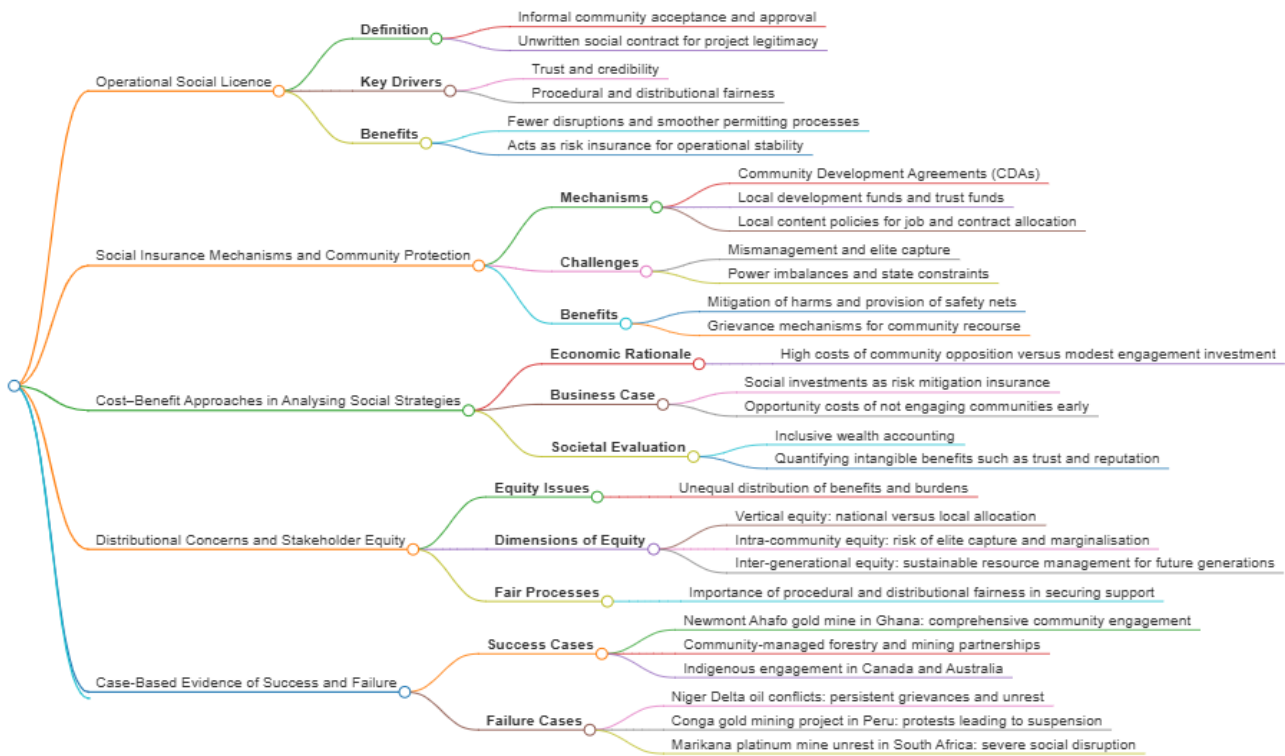 Operational Social Licence
Definition
Informal community acceptance and approval
Unwritten social contract for project legitimacy
Key Drivers
Trust and credibility
Procedural and distributional fairness
Benefits
Fewer disruptions and smoother permitting processes
Acts as risk insurance for operational stability
Social Insurance Mechanisms and Community Protection
Mechanisms
Community Development Agreements (CDAs)
Local development funds and trust funds
Local content policies for job and contract allocation
Challenges
Mismanagement and elite capture
Power imbalances and state constraints
Benefits
Mitigation of harms and provision of safety nets
Grievance mechanisms for community recourse
Cost–Benefit Approaches in Analysing Social Strategies
Economic Rationale
High costs of community opposition versus modest engagement investment
Business Case
Social investments as risk mitigation insurance
Opportunity costs of not engaging communities early
Societal Evaluation
Inclusive wealth accounting
Quantifying intangible benefits such as trust and reputation
Distributional Concerns and Stakeholder Equity
Equity Issues
Unequal distribution of benefits and burdens
Dimensions of Equity
Vertical equity: national versus local allocation
Intra-community equity: risk of elite capture and marginalisation
Inter-generational equity: sustainable resource management for future generations
Fair Processes
Importance of procedural and distributional fairness in securing support
Case-Based Evidence of Success and Failure
Success Cases
Newmont Ahafo gold mine in Ghana: comprehensive community engagement
Community-managed forestry and mining partnerships
Indigenous engagement in Canada and Australia
Failure Cases
Niger Delta oil conflicts: persistent grievances and unrest
Conga gold mining project in Peru: protests leading to suspension
Marikana platinum mine unrest in South Africa: severe social disruption